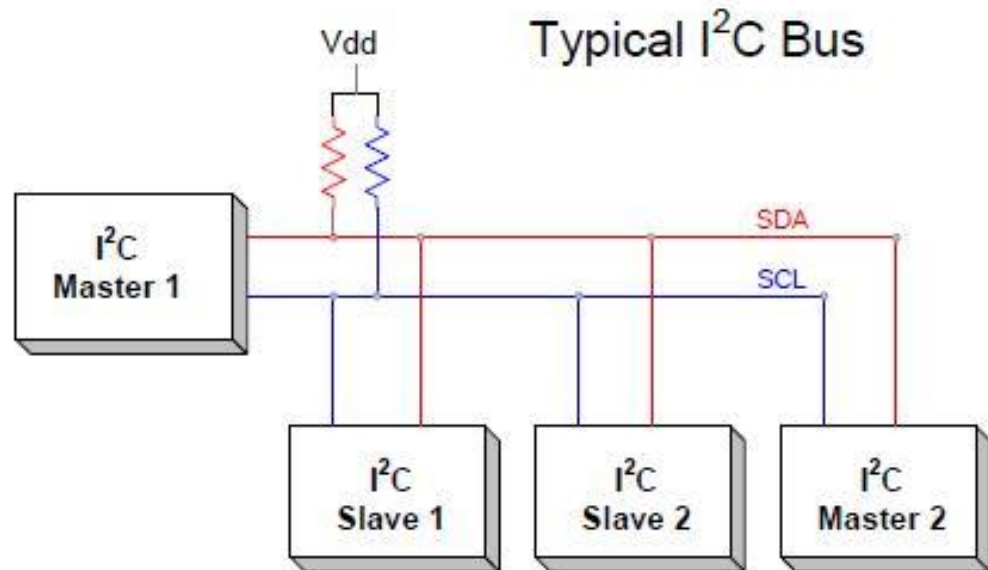 Typical I²C Bus
Vdd
SDA
SCL
I²C
Master 1
I²C
Slave 1
I²C
Slave 2
I²C
Master 2